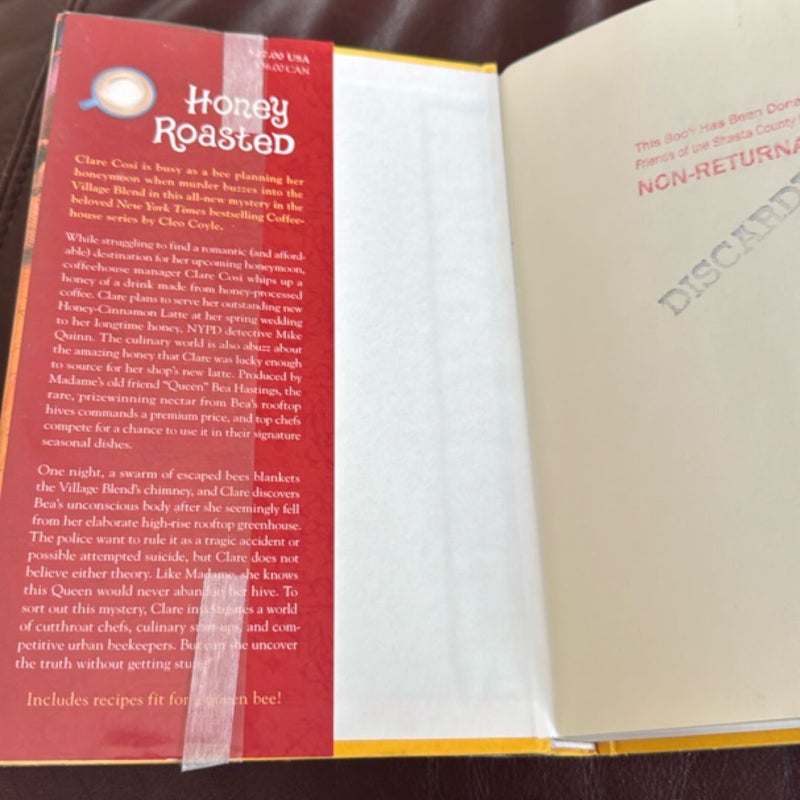 $27.00 USA
$36.00 CAN
Honey
Roasted
Clare Cosi is busy as a bee planning her
honeymoon when murder buzzes into the
Village Blend in this all-new mystery in the
beloved New York Times bestselling Coffee-
house series by Cleo Coyle.
While struggling to find a romantic (and afford-
able) destination for her upcoming honeymoon,
coffeehouse manager Clare Cosi whips up a
honey of a drink made from honey-processed
coffee. Clare plans to serve her outstanding new
Honey-Cinnamon Latte at her spring wedding
to her longtime honey, NYPD detective Mike
Quinn. The culinary world is also abuzz about
the amazing honey that Clare was lucky enough
to source for her shop's new latte. Produced by
Madame's old friend "Queen" Bea Hastings, the
rare, prizewinning nectar from Bea's rooftop
hives commands a premium price, and top chefs
compete for a chance to use it in their signature
seasonal dishes.
One night, a swarm of escaped bees blankets
the Village Blend's chimney, and Clare discovers
Bea's unconscious body after she seemingly fell
from her elaborate high-rise rooftop greenhouse.
The police want to rule it as a tragic accident or
possible attempted suicide, but Clare does not
believe either theory. Like Madame, she knows
this Queen would never abandon her hive. To
sort out this mystery, Clare investigates a world
of cutthroat chefs, culinary start-ups, and com-
petitive urban beekeepers. But can she uncover
the truth without getting stung?
Includes recipes fit for a queen bee!
This Book Has Been Dona
Friends of the Shasta County
NON-RETURNA
DISCARD